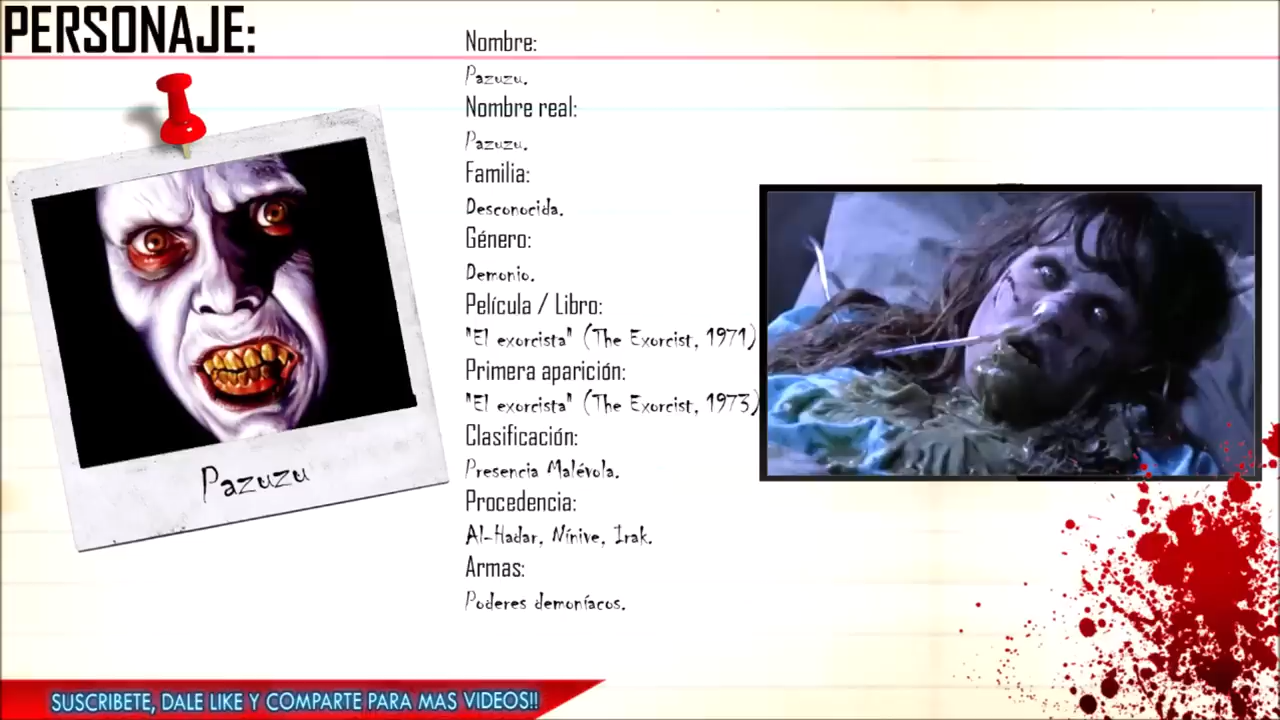 PERSONAJE:
Nombre:
Pazuzu.
Nombre real:
Pazuzu.
Familia:
Desconocida.
Género:
Demonio.
Película / Libro:
"El exorcista" (The Exorcist, 1971)
Primera aparición:
"El exorcista" (The Exorcist, 1973)
Clasificación:
Presencia Malévola.
Procedencia:
Al-Hadar, Nínive, Irak.
Armas:
Poderes demoníacos.
Pazuzu
SUSCRIBETE, DALE LIKE Y COMPARTE PARA MAS VIDEOS!!